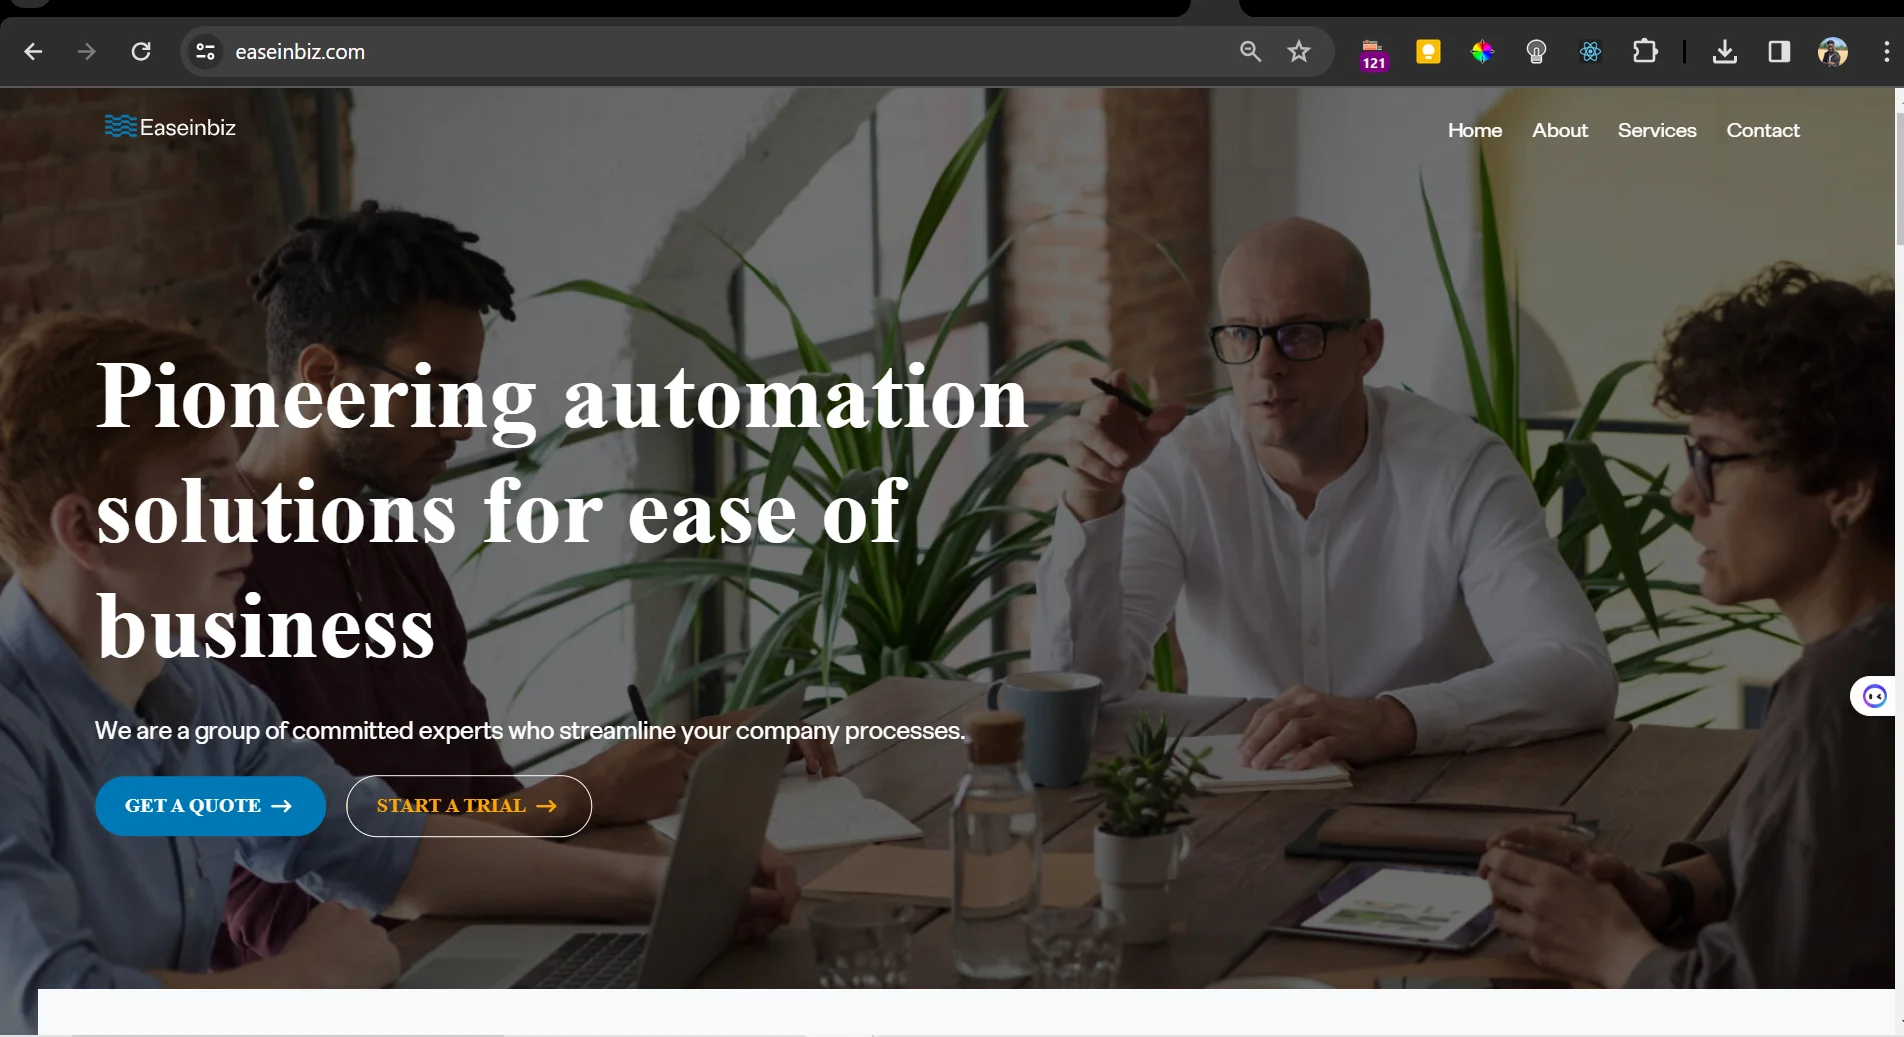 easeinbiz.com
121
Easeinbiz
Home About Services Contact
Pioneering automation
solutions for ease of
business
We are a group of committed experts who streamline your company processes.
GET A QUOTE →
START A TRIAL →